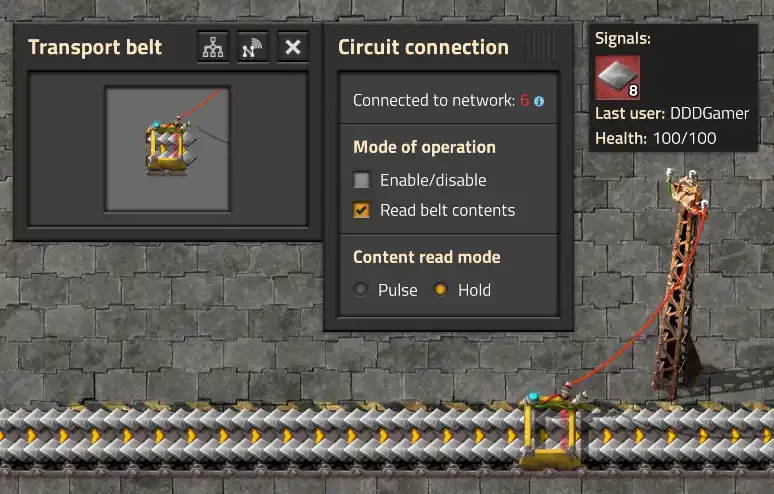 Transport belt
Circuit connection
Connected to network: 6
Mode of operation
Enable/disable
Read belt contents
Content read mode
Pulse
Hold
Signals:
8
Last user: DDDGamer
Health: 100/100